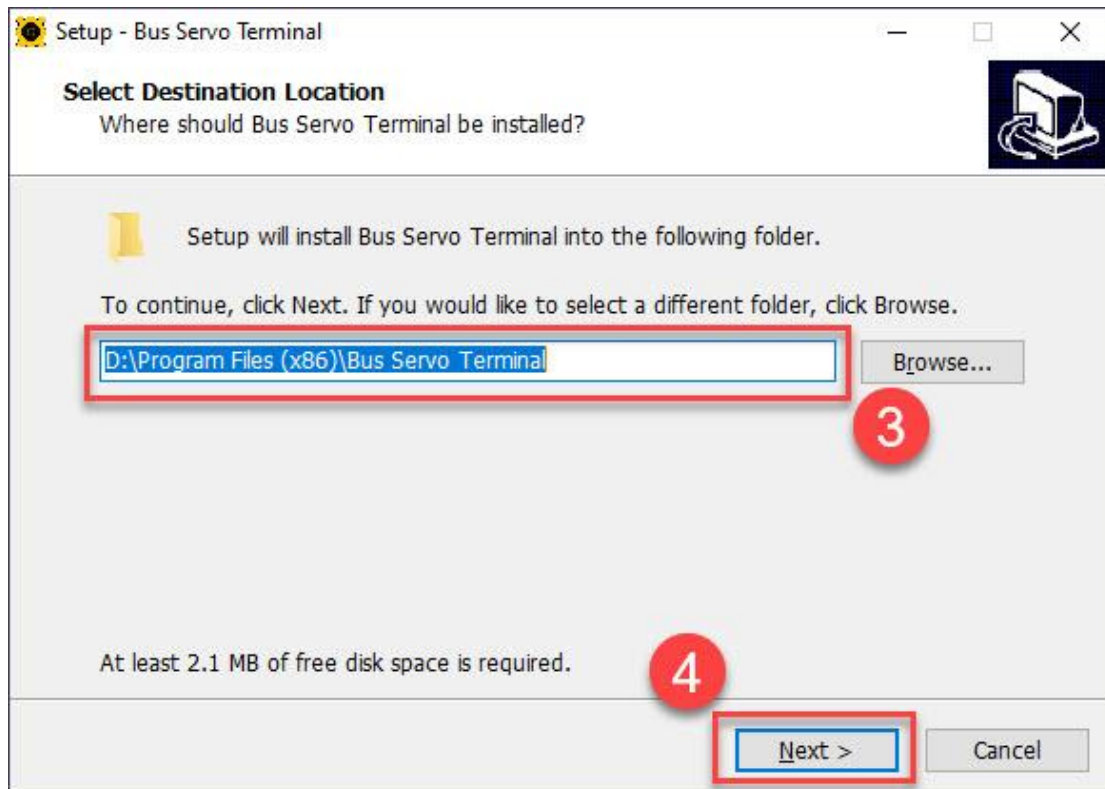 Setup - Bus Servo Terminal
Select Destination Location
Where should Bus Servo Terminal be installed?
Setup will install Bus Servo Terminal into the following folder.
To continue, click Next. If you would like to select a different folder, click Browse.
D:\Program Files (x86)\Bus Servo Terminal
Browse...
3
At least 2.1 MB of free disk space is required.
4
Next >
Cancel